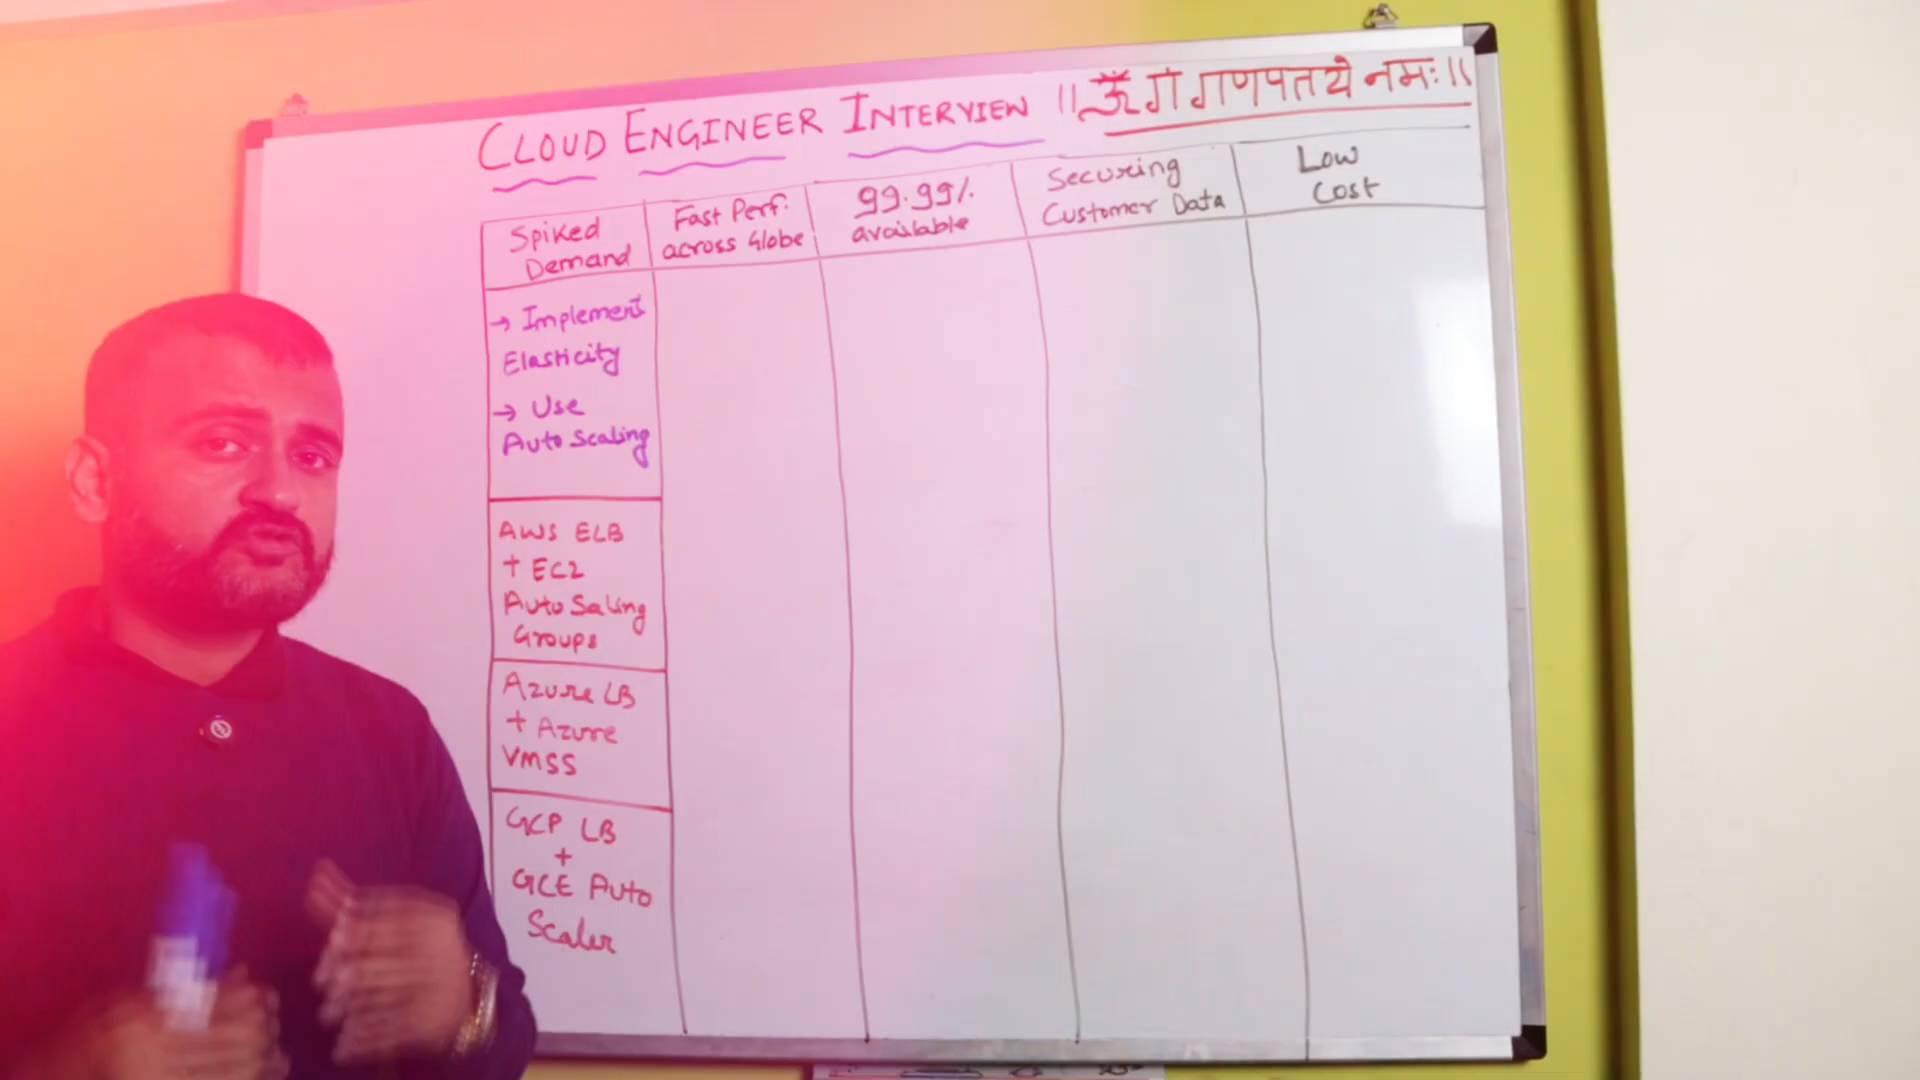 CLOUD ENGINEER INTERVIEW ॥ ॐ गं गणपतये नमः ॥
Spiked
Demand
Fast Perf.
across Globe
99.99%
available
Securing
Customer Data
Low
Cost
→ Implement
Elasticity
→ Use
Auto Scaling
AWS ELB
+ EC2
Auto Saling
Groups
Azure LB
+ Azure
VMSS
GCP LB
+
GCE Auto
Scaler